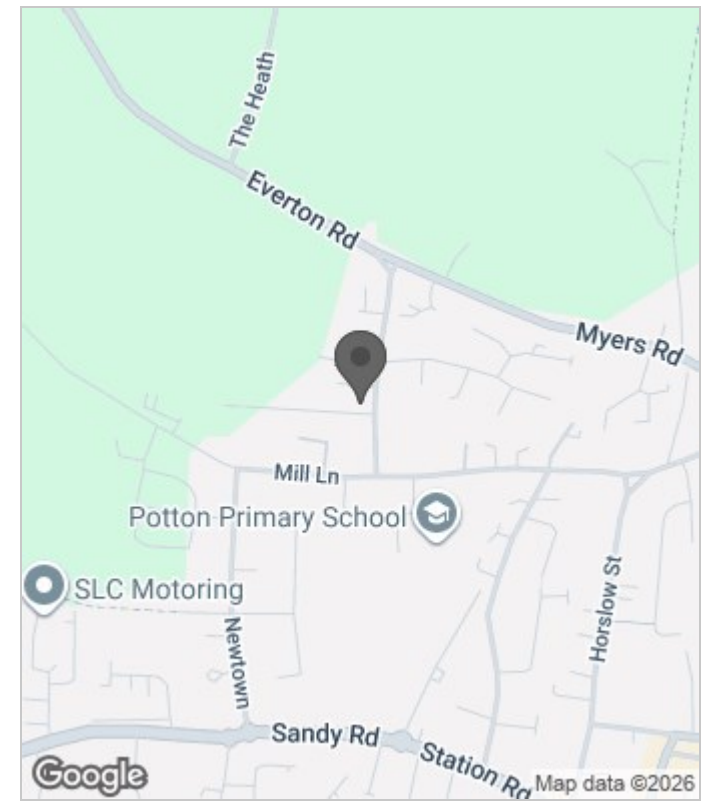 The Heath
Everton Rd
Myers Rd
Mill Ln
Potton Primary School
SLC Motoring
Horslow St
Newtown
Sandy Rd
Station Rd
Google
Map data ©2026